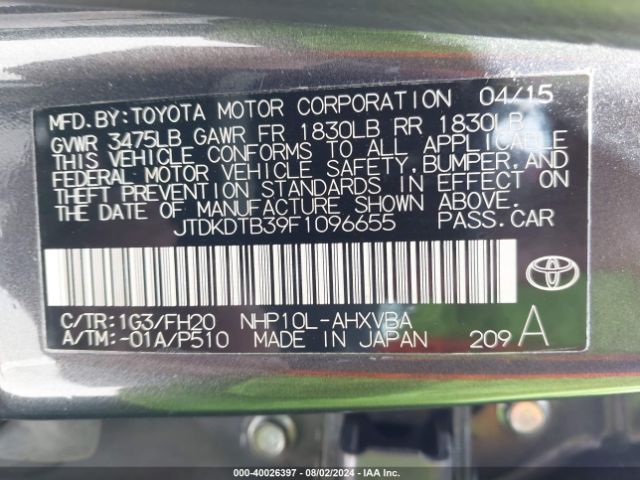 MFD.BY:TOYOTA MOTOR CORPORATION 04/15
GVWR 3475LB GAWR FR 1830LB RR 1830LB
THIS VEHICLE CONFORMS TO ALL APPLICABLE
FEDERAL MOTOR VEHICLE SAFETY,BUMPER,AND
THEFT PREVENTION STANDARDS IN EFFECT ON
THE DATE OF MANUFACTURE SHOWN ABOVE.
JTDKDTB39F1096655 PASS.CAR
C/TR:1G3/FH20 NHP10L-AHXVBA
A/TM:-01A/P510 MADE IN JAPAN 209 A
000-40026397 - 08/02/2024 - IAA Inc.